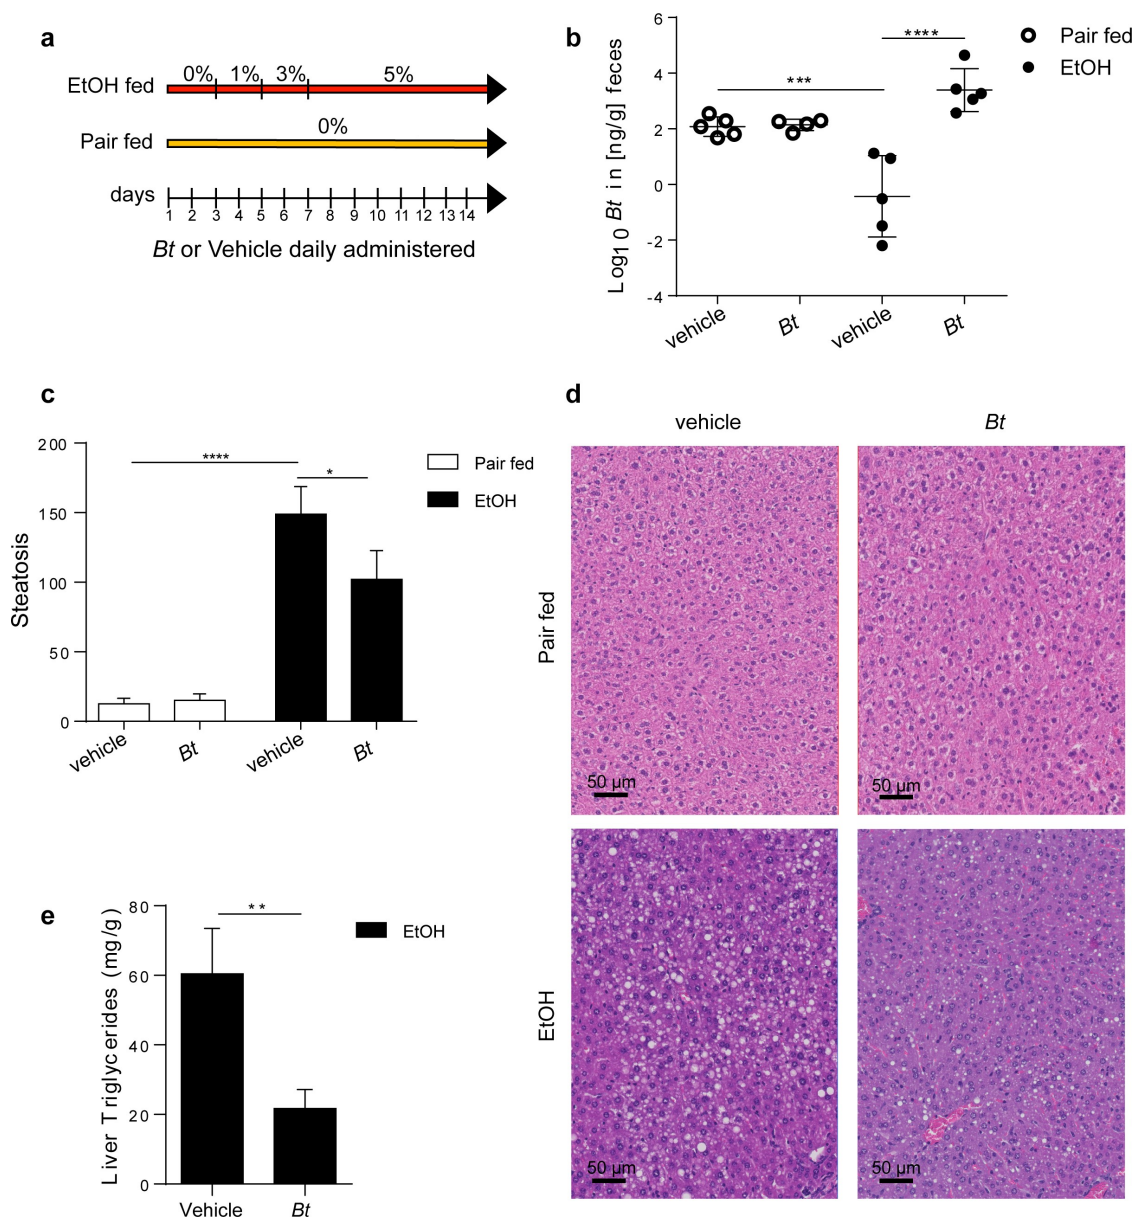 a
0% 1% 3% 5%
EtOH fed
0%
Pair fed
days
1 2 3 4 5 6 7 8 9 10 11 12 13 14
Bt or Vehicle daily administered
b
Log10 Bt in [ng/g] feces
6
4
2
0
-2
-4
***
****
vehicle Bt vehicle Bt
Pair fed
EtOH
c
Steatosis
200
150
100
50
0
****
*
vehicle Bt vehicle Bt
Pair fed
EtOH
d
vehicle Bt
Pair fed
50 µm 50 µm
EtOH
50 µm 50 µm
e
Liver Triglycerides (mg/g)
80
60
40
20
0
**
Vehicle Bt
EtOH